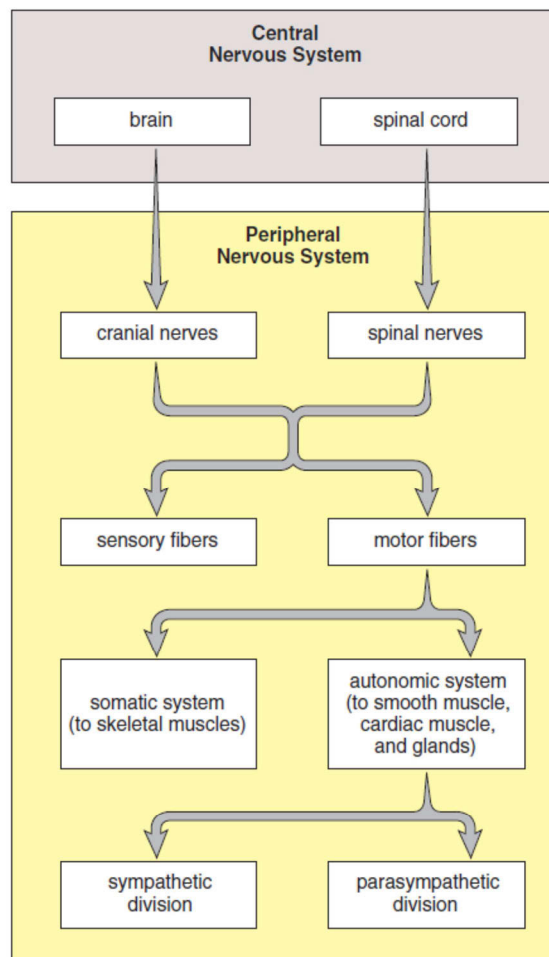 Central
Nervous System
brain
spinal cord
Peripheral
Nervous System
cranial nerves
spinal nerves
sensory fibers
motor fibers
somatic system
(to skeletal muscles)
autonomic system
(to smooth muscle,
cardiac muscle,
and glands)
sympathetic
division
parasympathetic
division